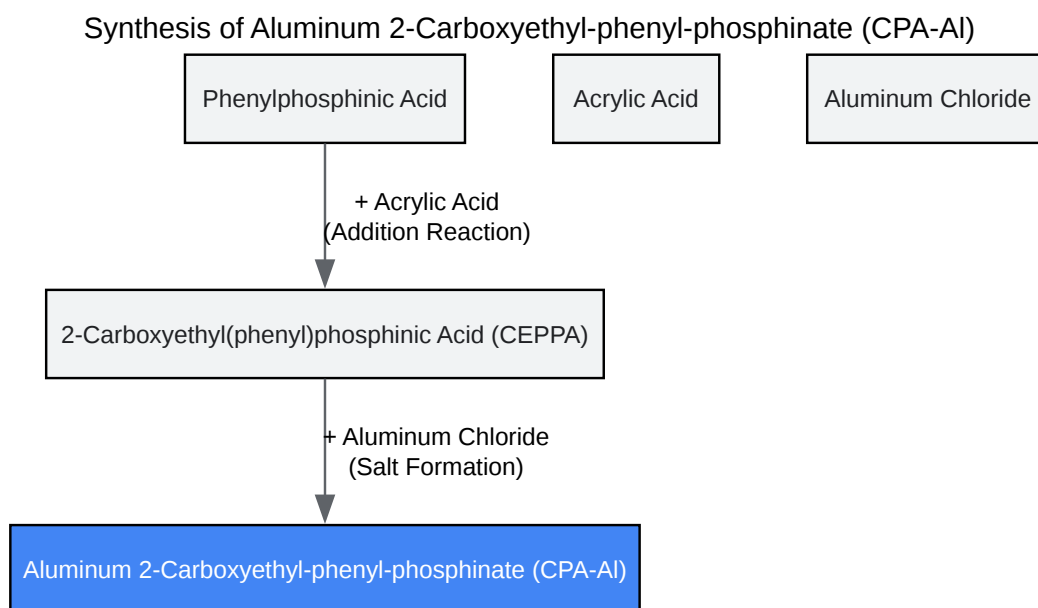 Synthesis of Aluminum 2-Carboxyethyl-phenyl-phosphinate (CPA-Al)
Phenylphosphinic Acid
Acrylic Acid
Aluminum Chloride
+ Acrylic Acid
(Addition Reaction)
2-Carboxyethyl(phenyl)phosphinic Acid (CEPPA)
+ Aluminum Chloride
(Salt Formation)
Aluminum 2-Carboxyethyl-phenyl-phosphinate (CPA-Al)